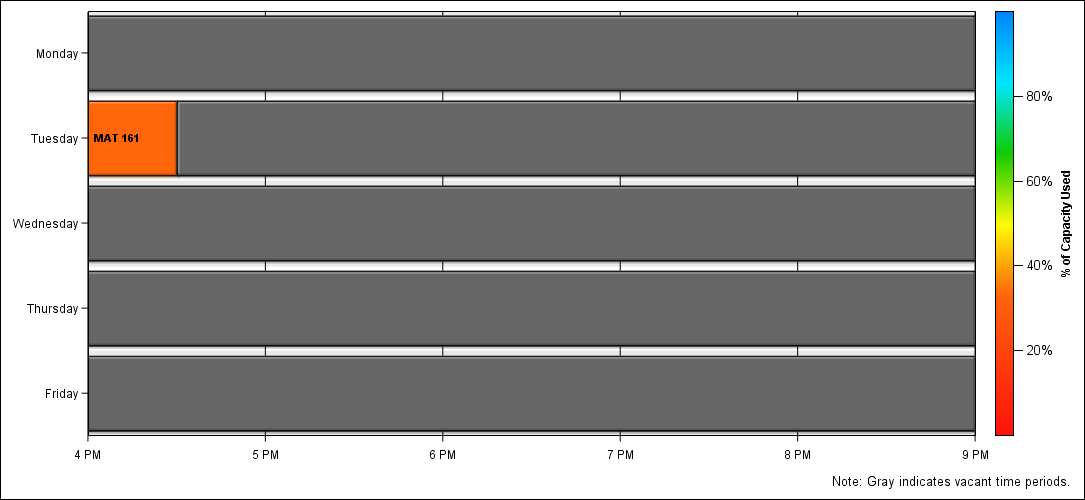 Monday
Tuesday
Wednesday
Thursday
Friday
MAT 161
4 PM
5 PM
6 PM
7 PM
8 PM
9 PM
80%
60%
40%
20%
% of Capacity Used
Note: Gray indicates vacant time periods.